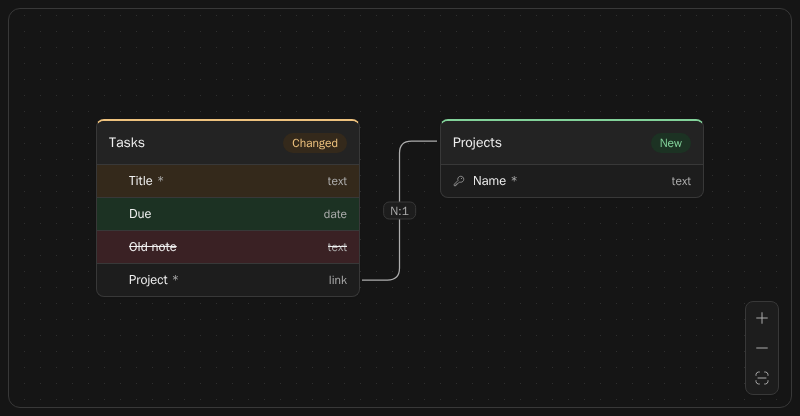 Tasks
Changed
Title *
text
Due
date
Old note
text
Project *
link
N:1
Projects
New
Name *
text